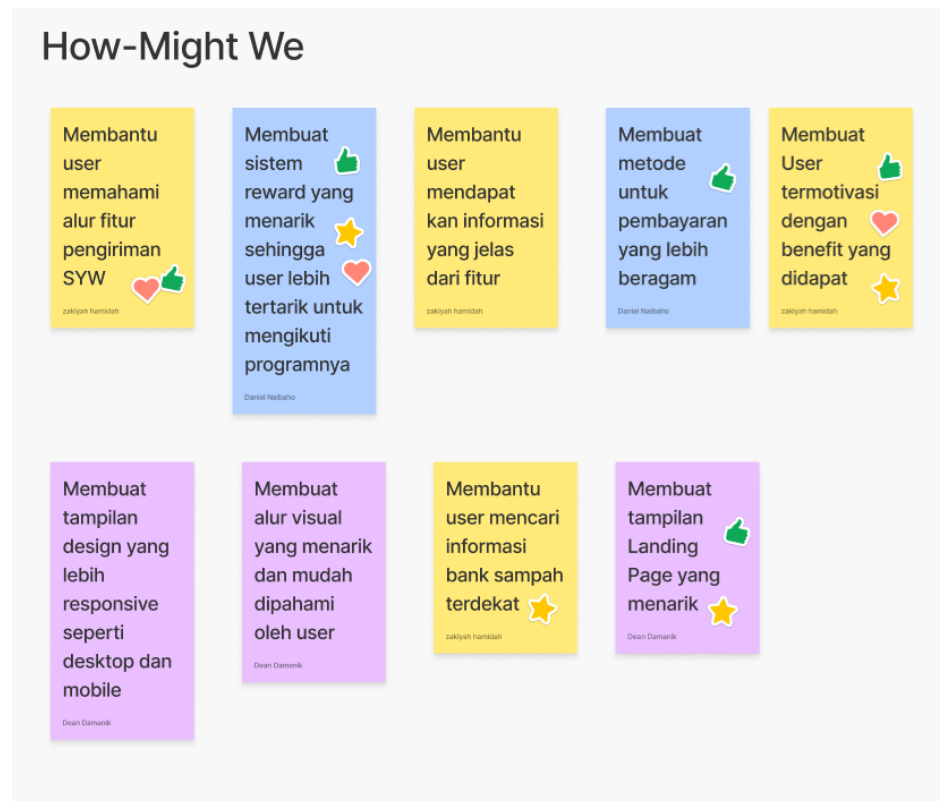 How-Might We
Membantu
user
memahami
alur fitur
pengiriman
SYW
zakiyah hamidah
Membuat
sistem
reward yang
menarik
sehingga
user lebih
tertarik untuk
mengikuti
programnya
Daniel Naibaho
Membantu
user
mendapat
kan informasi
yang jelas
dari fitur
zakiyah hamidah
Membuat
metode
untuk
pembayaran
yang lebih
beragam
Daniel Naibaho
Membuat
User
termotivasi
dengan
benefit yang
didapat
zakiyah hamidah
Membuat
tampilan
design yang
lebih
responsive
seperti
desktop dan
mobile
Dean Damanik
Membuat
alur visual
yang menarik
dan mudah
dipahami
oleh user
Dean Damanik
Membantu
user mencari
informasi
bank sampah
terdekat
zakiyah hamidah
Membuat
tampilan
Landing
Page yang
menarik
Dean Damanik